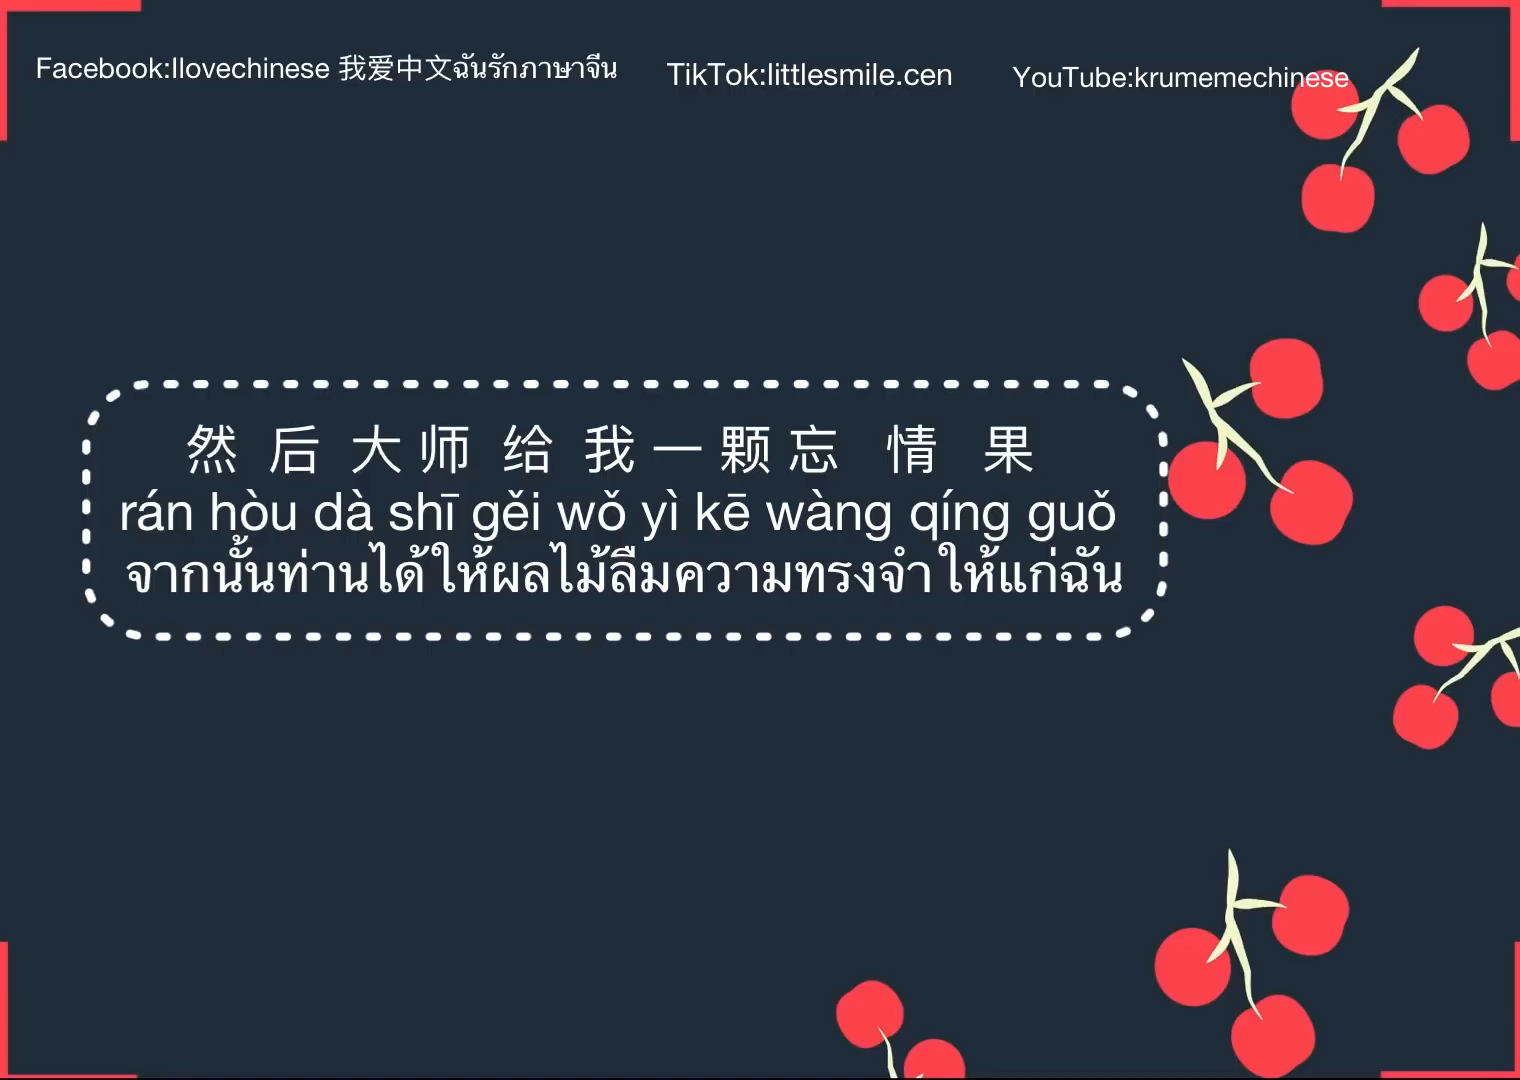 Facebook:Ilovechinese 我爱中文ฉันรักภาษาจีน TikTok:littlesmile.cen YouTube:krumemechinese
然 后 大 师 给 我 一 颗 忘 情 果
rán hòu dà shī gěi wǒ yì kē wàng qíng guǒ
จากนั้นท่านได้ให้ผลไม้ลืมความทรงจำให้แก่ฉัน